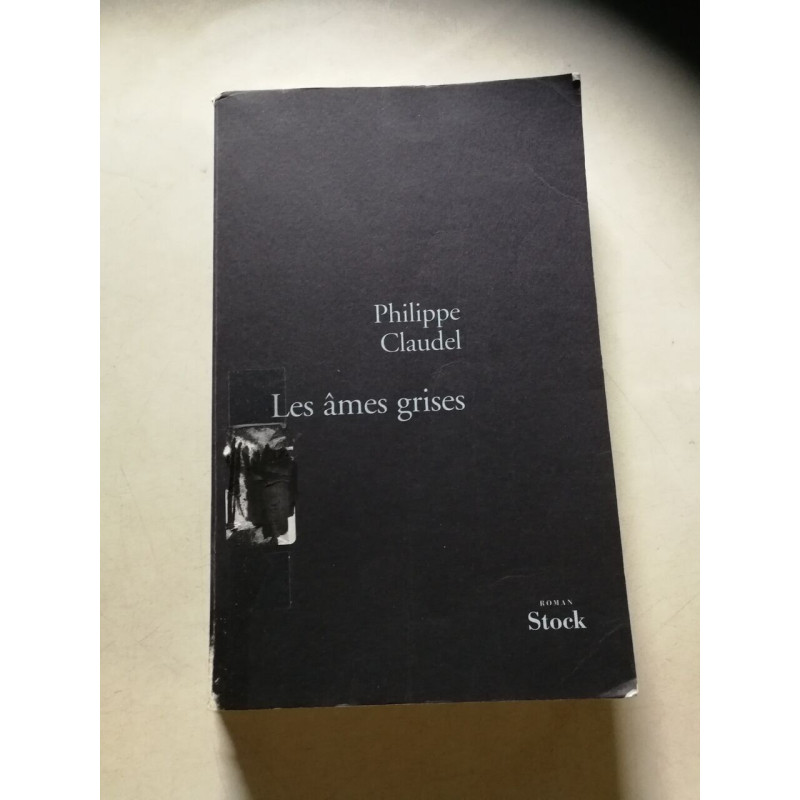 Philippe
Claudel
Les âmes grises
ROMAN
Stock